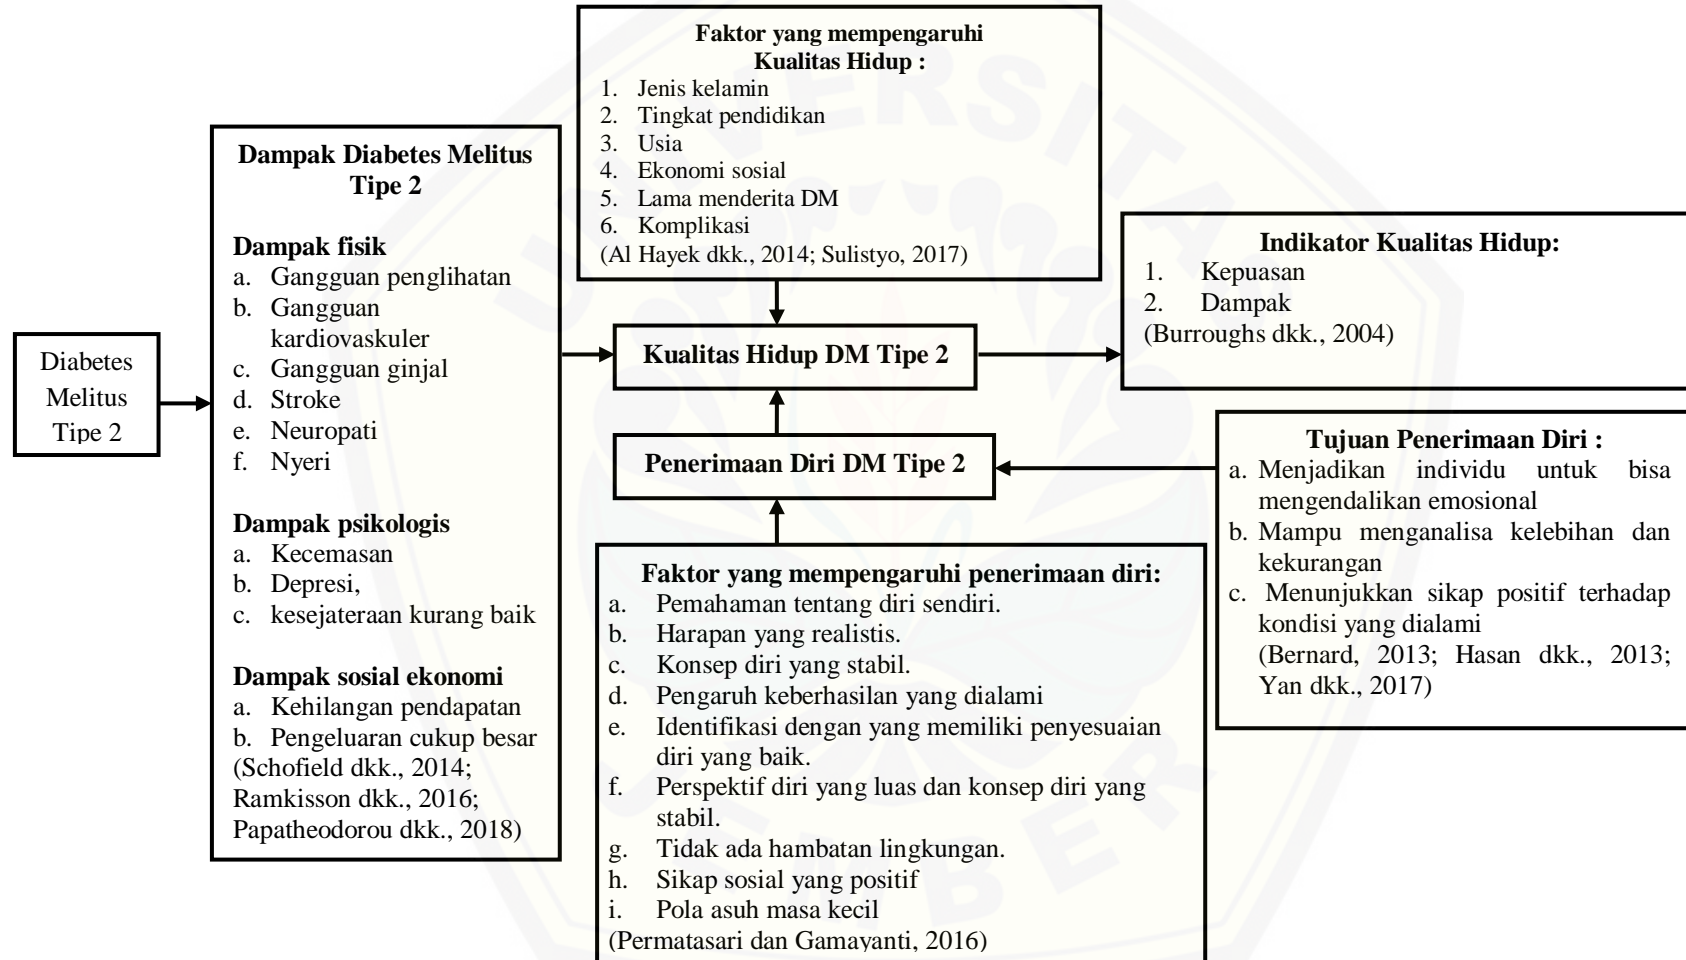 Faktor yang mempengaruhi
Kualitas Hidup :
1. Jenis kelamin
2. Tingkat pendidikan
3. Usia
4. Ekonomi sosial
5. Lama menderita DM
6. Komplikasi
(Al Hayek dkk., 2014; Sulistyo, 2017)
Dampak Diabetes Melitus
Tipe 2
Dampak fisik
a. Gangguan penglihatan
b. Gangguan
kardiovaskuler
c. Gangguan ginjal
d. Stroke
e. Neuropati
f. Nyeri
Dampak psikologis
a. Kecemasan
b. Depresi,
c. kesejateraan kurang baik
Dampak sosial ekonomi
a. Kehilangan pendapatan
b. Pengeluaran cukup besar
(Schofield dkk., 2014;
Ramkisson dkk., 2016;
Papatheodorou dkk., 2018)
Diabetes
Melitus
Tipe 2
Kualitas Hidup DM Tipe 2
Indikator Kualitas Hidup:
1. Kepuasan
2. Dampak
(Burroughs dkk., 2004)
Penerimaan Diri DM Tipe 2
Tujuan Penerimaan Diri :
a. Menjadikan individu untuk bisa
mengendalikan emosional
b. Mampu menganalisa kelebihan dan
kekurangan
c. Menunjukkan sikap positif terhadap
kondisi yang dialami
(Bernard, 2013; Hasan dkk., 2013;
Yan dkk., 2017)
Faktor yang mempengaruhi penerimaan diri:
a. Pemahaman tentang diri sendiri.
b. Harapan yang realistis.
c. Konsep diri yang stabil.
d. Pengaruh keberhasilan yang dialami
e. Identifikasi dengan yang memiliki penyesuaian
diri yang baik.
f. Perspektif diri yang luas dan konsep diri yang
stabil.
g. Tidak ada hambatan lingkungan.
h. Sikap sosial yang positif
i. Pola asuh masa kecil
(Permatasari dan Gamayanti, 2016)
UNIVERSITAS
JEMBER